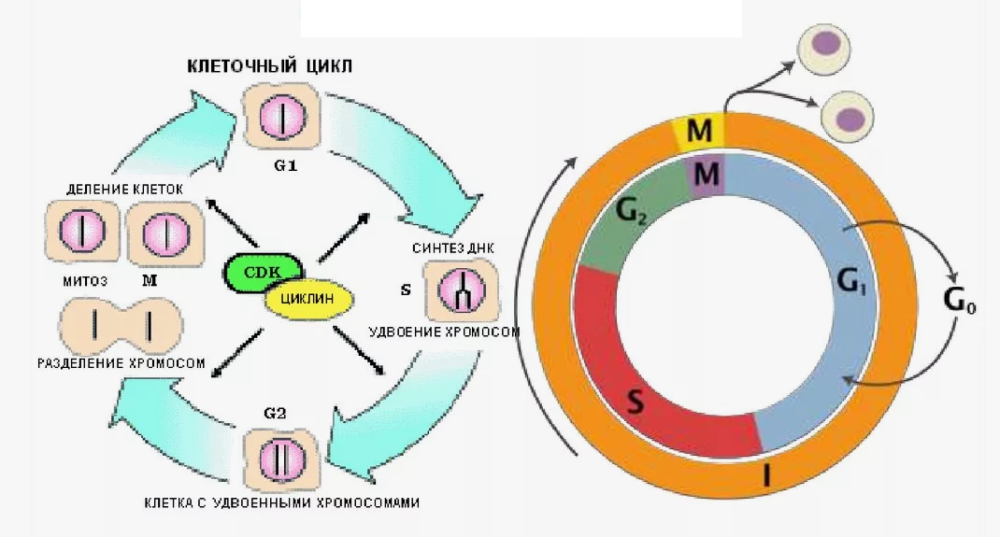 КЛЕТОЧНЫЙ ЦИКЛ
G1
ДЕЛЕНИЕ КЛЕТОК
СИНТЕЗ ДНК
CDK
ЦИКЛИН
МИТОЗ M
S
УДВОЕНИЕ ХРОМОСОМ
РАЗДЕЛЕНИЕ ХРОМОСОМ
G2
КЛЕТКА С УДВОЕННЫМИ ХРОМОСОМАМИ
M
M
G₂
G₁
G₀
S
I